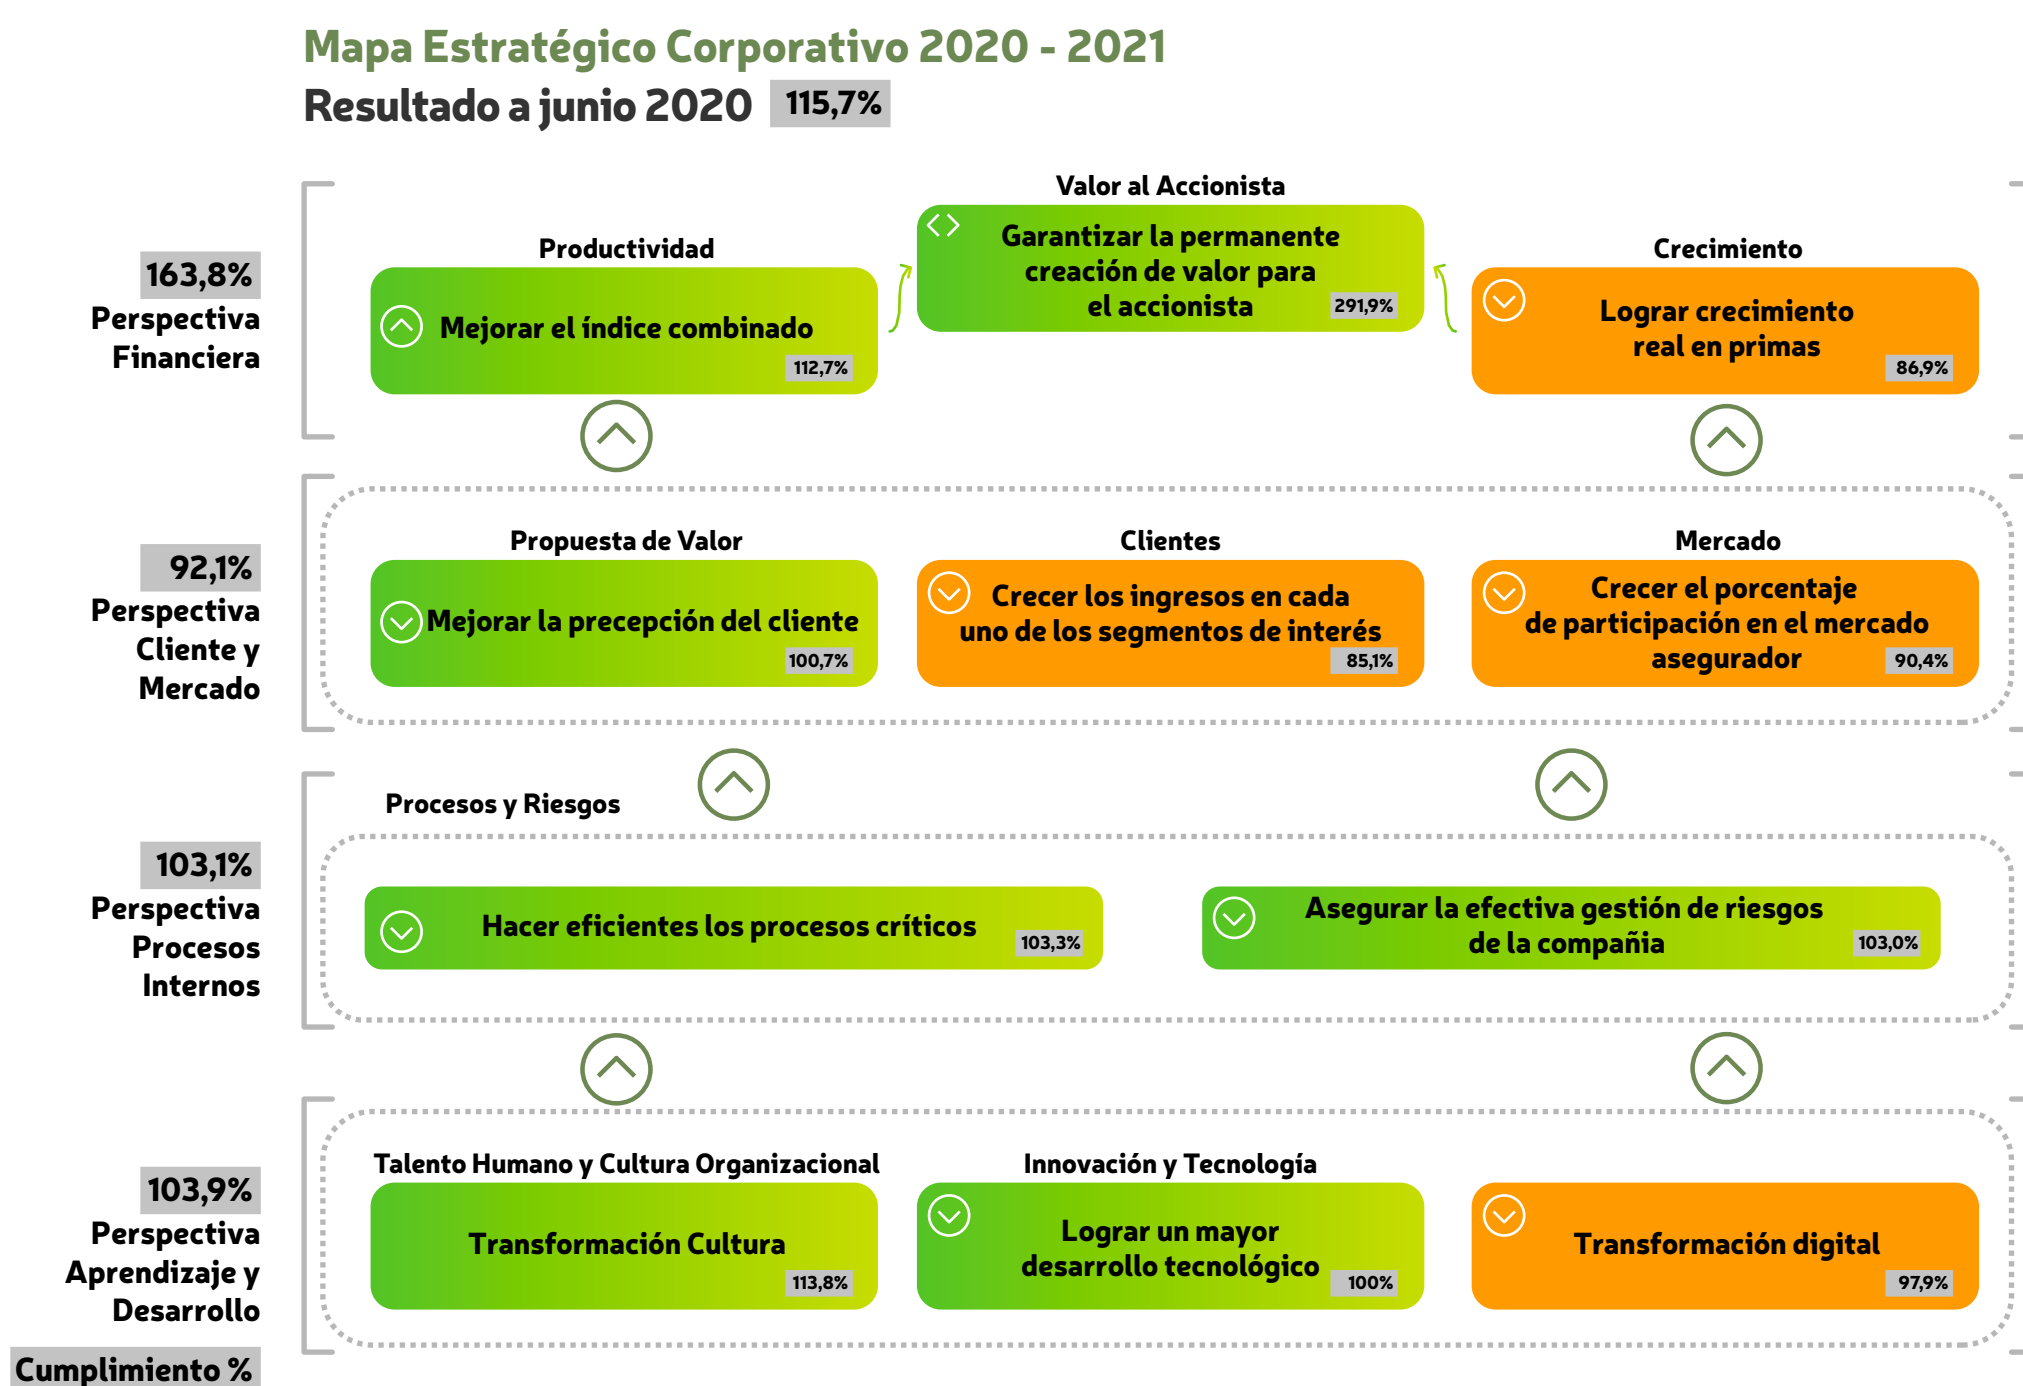 Mapa Estratégico Corporativo 2020 - 2021
Resultado a junio 2020 115,7%
163,8%
Perspectiva
Financiera
Productividad
Mejorar el índice combinado
112,7%
Valor al Accionista
Garantizar la permanente
creación de valor para
el accionista
291,9%
Crecimiento
Lograr crecimiento
real en primas
86,9%
92,1%
Perspectiva
Cliente y
Mercado
Propuesta de Valor
Mejorar la precepción del cliente
100,7%
Clientes
Crecer los ingresos en cada
uno de los segmentos de interés
85,1%
Mercado
Crecer el porcentaje
de participación en el mercado
asegurador
90,4%
103,1%
Perspectiva
Procesos
Internos
Procesos y Riesgos
Hacer eficientes los procesos críticos
103,3%
Asegurar la efectiva gestión de riesgos
de la compañia
103,0%
103,9%
Perspectiva
Aprendizaje y
Desarrollo
Talento Humano y Cultura Organizacional
Transformación Cultura
113,8%
Innovación y Tecnología
Lograr un mayor
desarrollo tecnológico
100%
Transformación digital
97,9%
Cumplimiento %